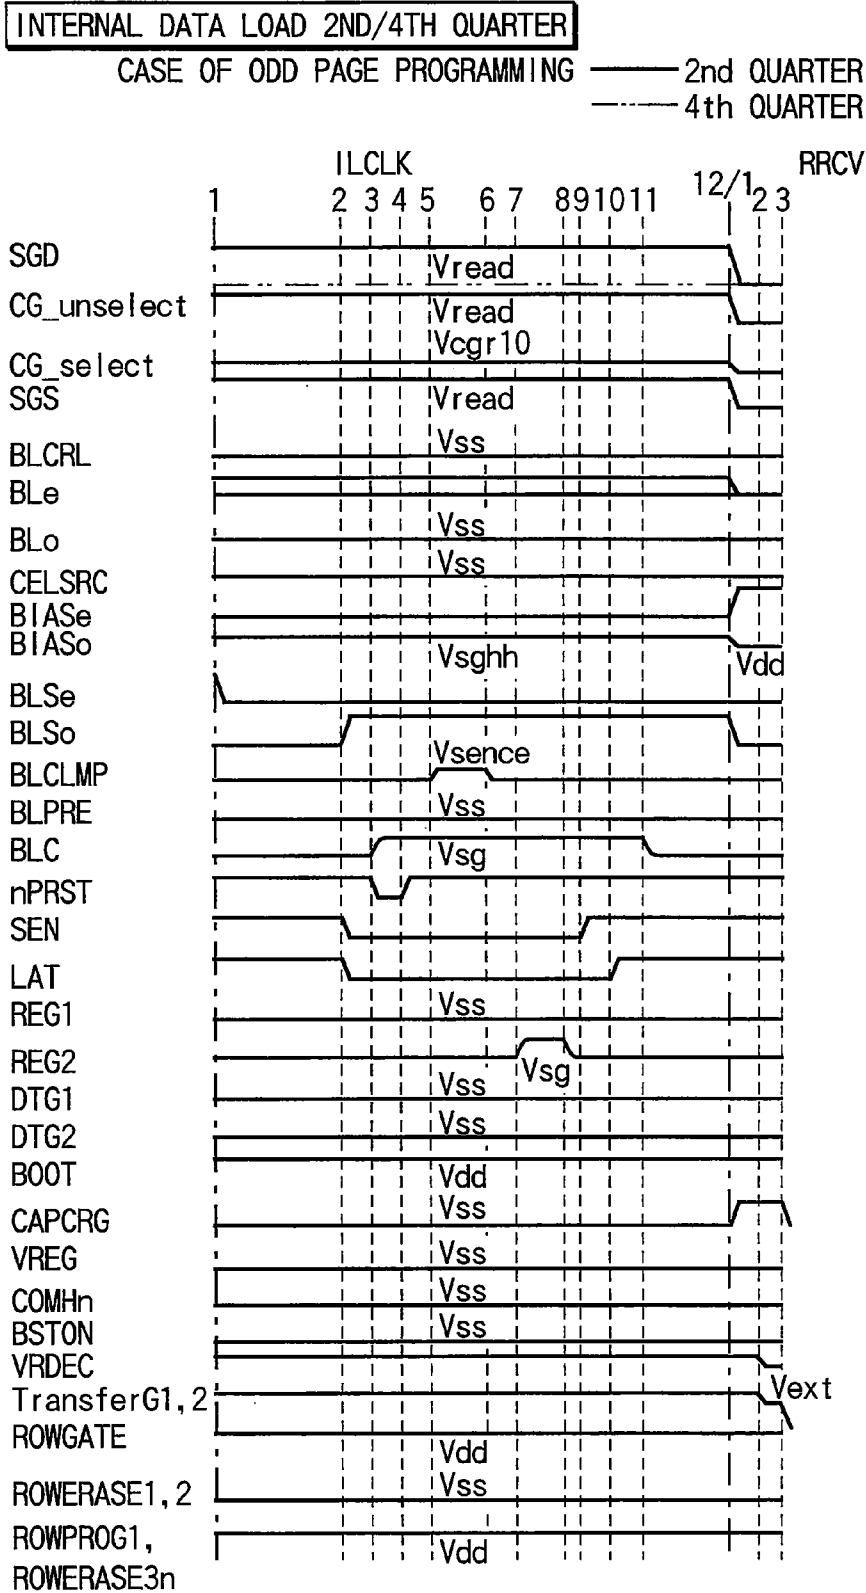 INTERNAL DATA LOAD 2ND/4TH QUARTER
CASE OF ODD PAGE PROGRAMMING
2nd QUARTER
4th QUARTER
ILCLK
RRCV
1 2 3 4 5 6 7 8 9 10 11 12/1 2 3
SGD
Vread
CG_unselect
Vread
Vcgr10
CG_select
SGS
Vread
Vss
BLCRL
BLe
Vss
BLo
Vss
CELSRC
BIASe
BIASo
Vsghh
Vdd
BLSe
BLSo
Vsence
BLCLMP
BLPRE
Vss
BLC
Vsg
nPRST
SEN
LAT
Vss
REG1
REG2
Vsg
DTG1
Vss
DTG2
Vss
BOOT
Vdd
Vss
CAPCRG
VREG
Vss
COMHn
Vss
BSTON
Vss
VRDEC
TransferG1,2
Vext
ROWGATE
Vdd
ROWERASE1,2
Vss
ROWPROG1,
Vdd
ROWERASE3n